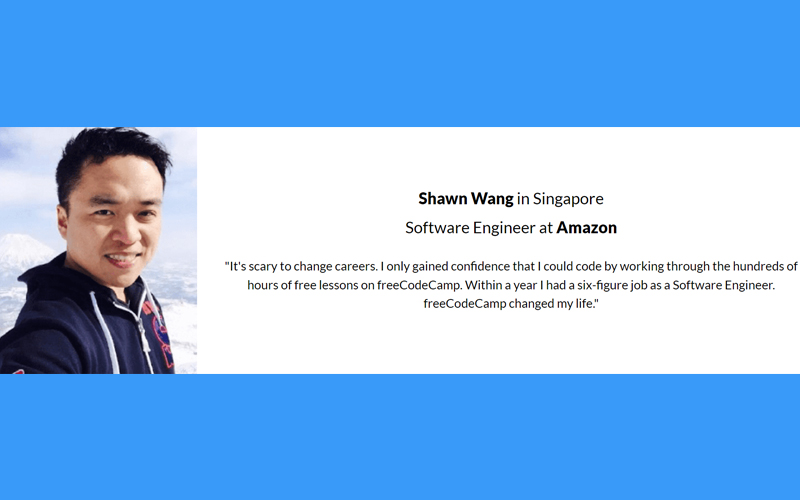 Shawn Wang in Singapore
Software Engineer at Amazon
"It's scary to change careers. I only gained confidence that I could code by working through the hundreds of
hours of free lessons on freeCodeCamp. Within a year I had a six-figure job as a Software Engineer.
freeCodeCamp changed my life."